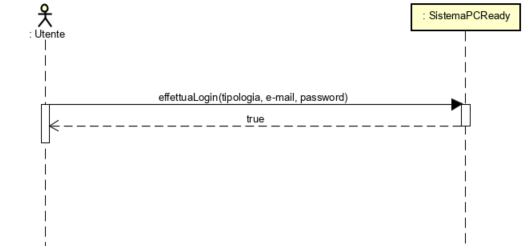 : Utente
: SistemaPCReady
effettuaLogin(tipologia, e-mail, password)
true